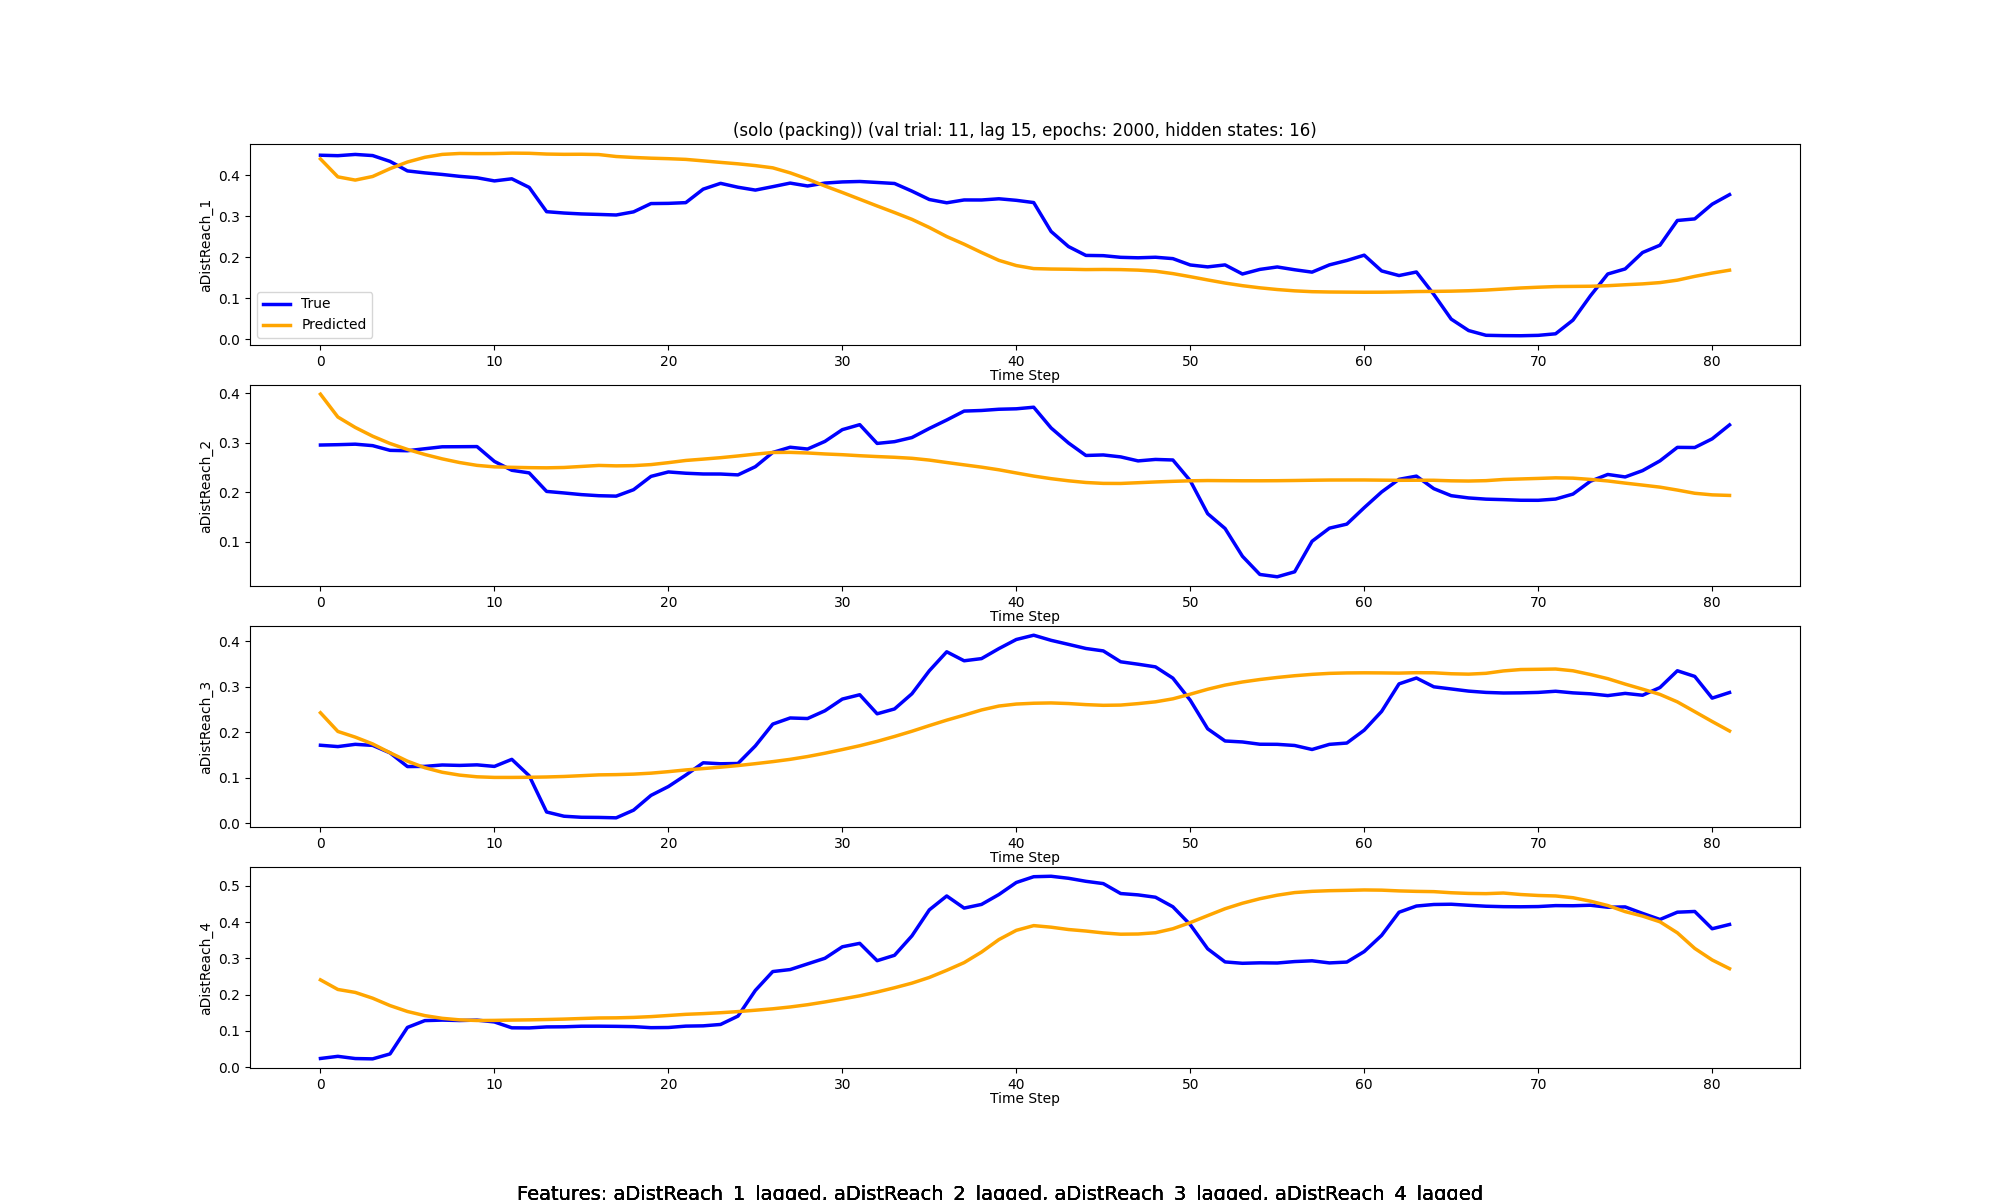 (solo (packing)) (val trial: 11, lag 15, epochs: 2000, hidden states: 16)
aDistReach_1
0.4
0.3
0.2
0.1
0.0
True
Predicted
0 10 20 30 40 50 60 70 80
Time Step
aDistReach_2
0.4
0.3
0.2
0.1
0 10 20 30 40 50 60 70 80
Time Step
aDistReach_3
0.4
0.3
0.2
0.1
0.0
0 10 20 30 40 50 60 70 80
Time Step
aDistReach_4
0.5
0.4
0.3
0.2
0.1
0.0
0 10 20 30 40 50 60 70 80
Time Step
Features: aDistReach_1_lagged, aDistReach_2_lagged, aDistReach_3_lagged, aDistReach_4_lagged